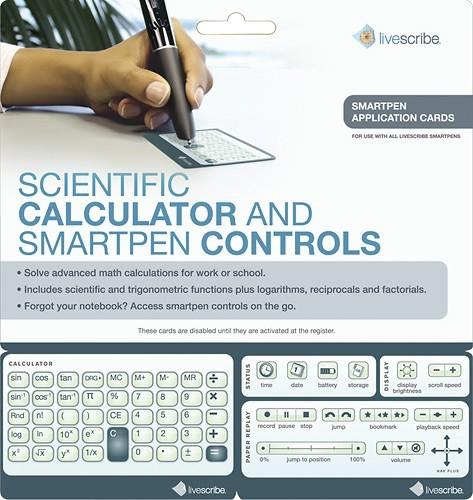 livescribe.
SMARTPEN
APPLICATION CARDS
FOR USE WITH ALL LIVESCRIBE SMARTPENS
SCIENTIFIC
CALCULATOR AND
SMARTPEN CONTROLS
• Solve advanced math calculations for work or school.
• Includes scientific and trigonometric functions plus logarithms, reciprocals and factorials.
• Forgot your notebook? Access smartpen controls on the go.
These cards are disabled until they are activated at the register.
CALCULATOR
sin cos tan DRG▸ MC M+ M- MR ÷
sin⁻¹ cos⁻¹ tan⁻¹ π % 7 8 9 ×
Rnd n! ( ) CE 4 5 6 −
log ln 10ˣ eˣ C 1 2 3 +
x² √x yˣ 1/x 0 . =
livescribe.
STATUS
time date battery storage
DISPLAY
display
brightness
scroll speed
PAPER REPLAY
record pause stop jump bookmark playback speed
0% jump to position 100% volume
NAV PLUS
livescribe.